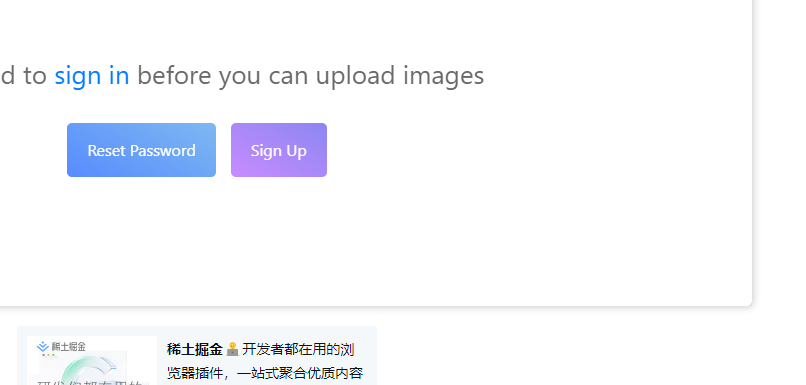 d to sign in before you can upload images
Reset Password
Sign Up
稀土掘金
稀土掘金🧑‍💻开发者都在用的浏
览器插件，一站式聚合优质内容